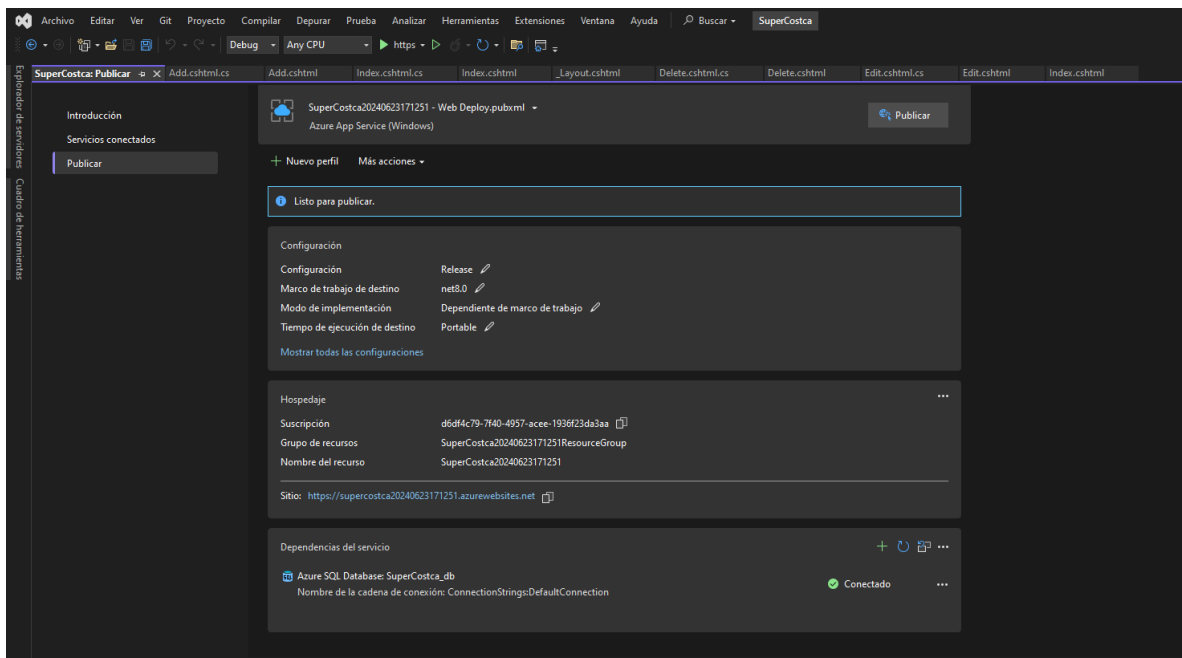 Archivo Editar Ver Git Proyecto Compilar Depurar Prueba Analizar Herramientas Extensiones Ventana Ayuda Buscar SuperCostca
Debug Any CPU https
SuperCostca: Publicar Add.cshtml.cs Add.cshtml Index.cshtml.cs Index.cshtml _Layout.cshtml Delete.cshtml.cs Delete.cshtml Edit.cshtml.cs Edit.cshtml Index.cshtml
Explorador de servidores
Cuadro de herramientas
Introducción
Servicios conectados
Publicar
SuperCostca20240623171251 - Web Deploy.pubxml
Azure App Service (Windows)
Publicar
Nuevo perfil Más acciones
Listo para publicar.
Configuración
Configuración Release
Marco de trabajo de destino net8.0
Modo de implementación Dependiente de marco de trabajo
Tiempo de ejecución de destino Portable
Mostrar todas las configuraciones
Hospedaje
Suscripción d6df4c79-7f40-4957-acee-1936f23da3aa
Grupo de recursos SuperCostca20240623171251ResourceGroup
Nombre del recurso SuperCostca20240623171251
Sitio: https://supercostca20240623171251.azurewebsites.net
Dependencias del servicio
Azure SQL Database: SuperCostca_db
Nombre de la cadena de conexión: ConnectionStrings:DefaultConnection
Conectado